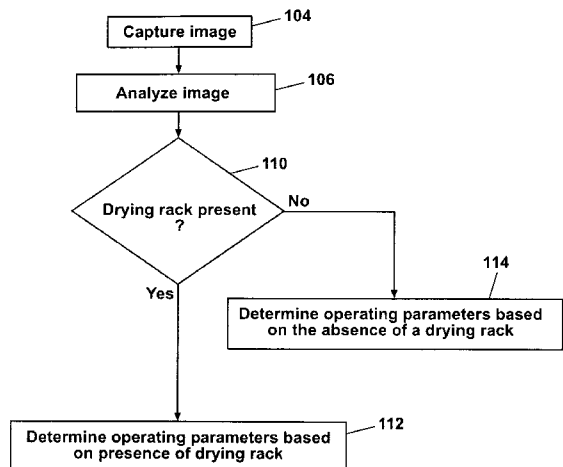 104
Capture image
106
Analyze image
110
Drying rack present
?
No
Yes
114
Determine operating parameters based
on the absence of a drying rack
112
Determine operating parameters based
on presence of drying rack